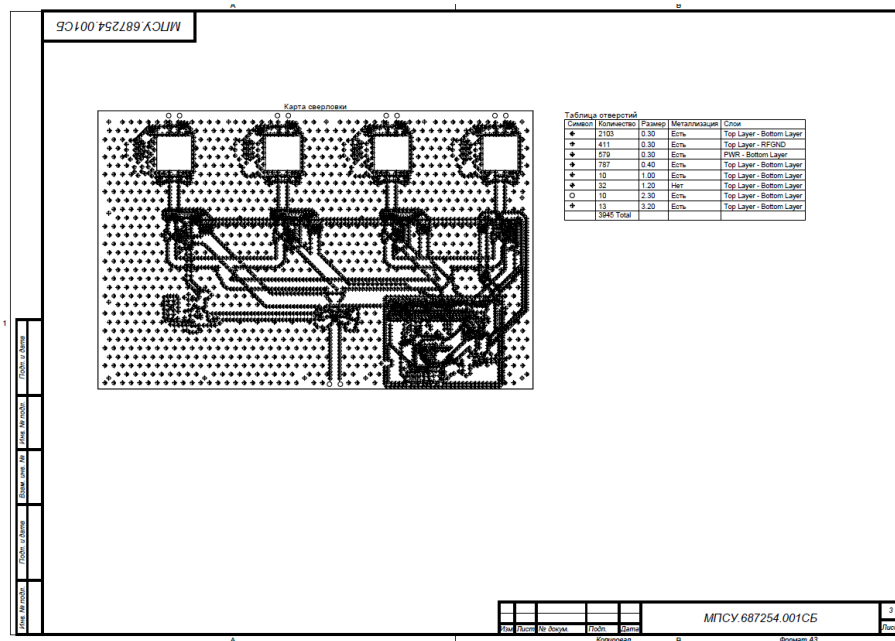 А
В
МПСУ.687254.001СБ
Карта сверловки
Таблица отверстий
Символ Количество Размер Металлизация Слои
2103 0.30 Есть Top Layer - Bottom Layer
411 0.30 Есть Top Layer - RFGND
579 0.30 Есть PWR - Bottom Layer
787 0.40 Есть Top Layer - Bottom Layer
10 1.00 Есть Top Layer - Bottom Layer
32 1.20 Нет Top Layer - Bottom Layer
10 2.30 Есть Top Layer - Bottom Layer
13 3.20 Есть Top Layer - Bottom Layer
3945 Total
1
Подп. и дата
Инв. № подл.
Взам. инв. №
Подп. и дата
Инв. № подл.
МПСУ.687254.001СБ
3
Изм Лист № докум. Подп. Дата
Лис
А
Копировал
В
Формат А3